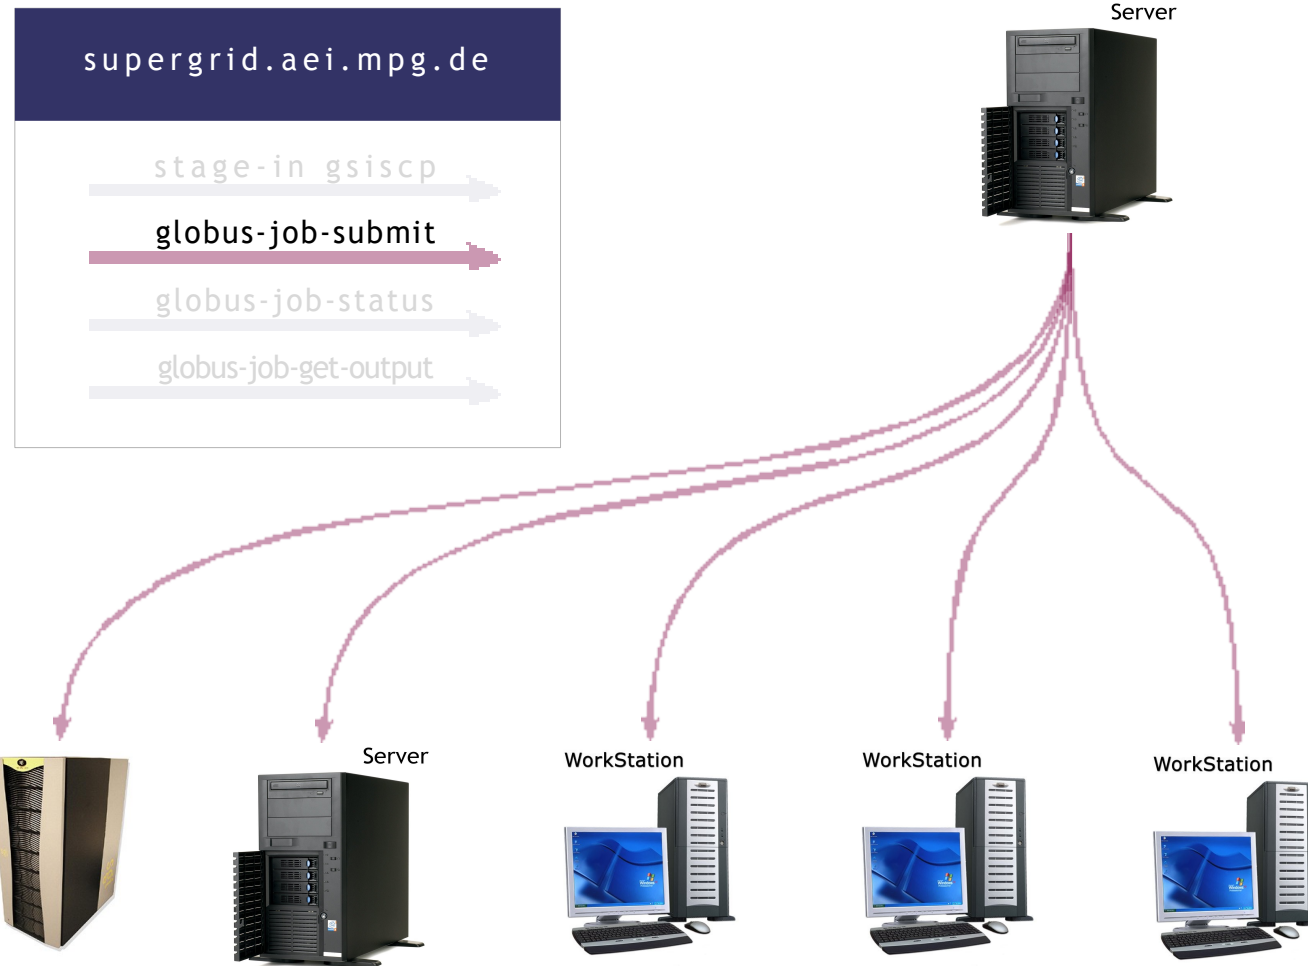 Server
supergrid.aei.mpg.de
stage-in gsiscp
globus-job-submit
globus-job-status
globus-job-get-output
Server
WorkStation
WorkStation
WorkStation